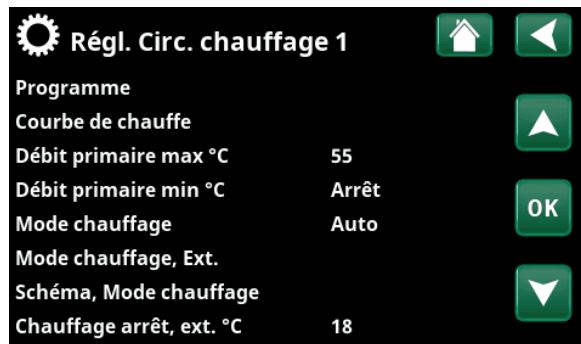 Régl. Circ. chauffage 1
Programme
Courbe de chauffe
Débit primaire max °C 55
Débit primaire min °C Arrêt
Mode chauffage Auto
OK
Mode chauffage, Ext.
Schéma, Mode chauffage
Chauffage arrêt, ext. °C 18